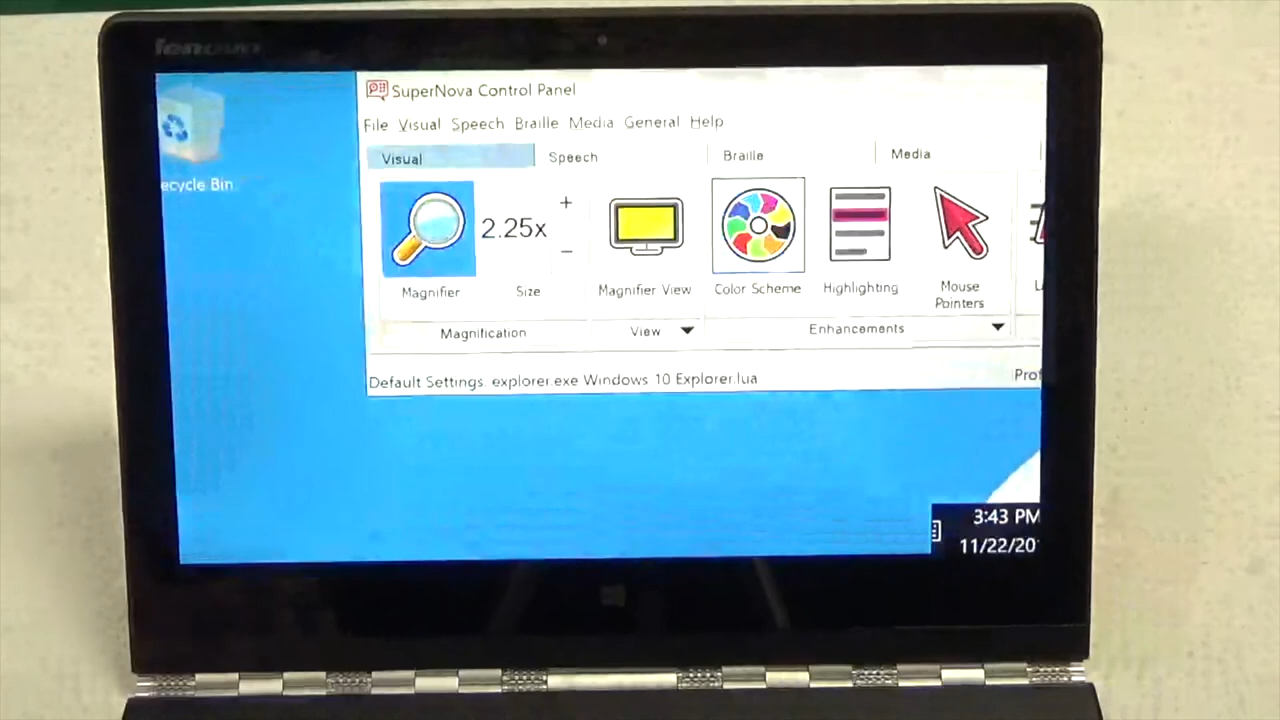 lenovo
SuperNova Control Panel
File Visual Speech Braille Media General Help
Visual Speech Braille Media
2.25x + −
Magnifier Size Magnifier View Color Scheme Highlighting Mouse Pointers
Magnification View Enhancements
Default Settings. explorer.exe Windows 10 Explorer.lua
ecycle Bin
3:43 PM
11/22/20